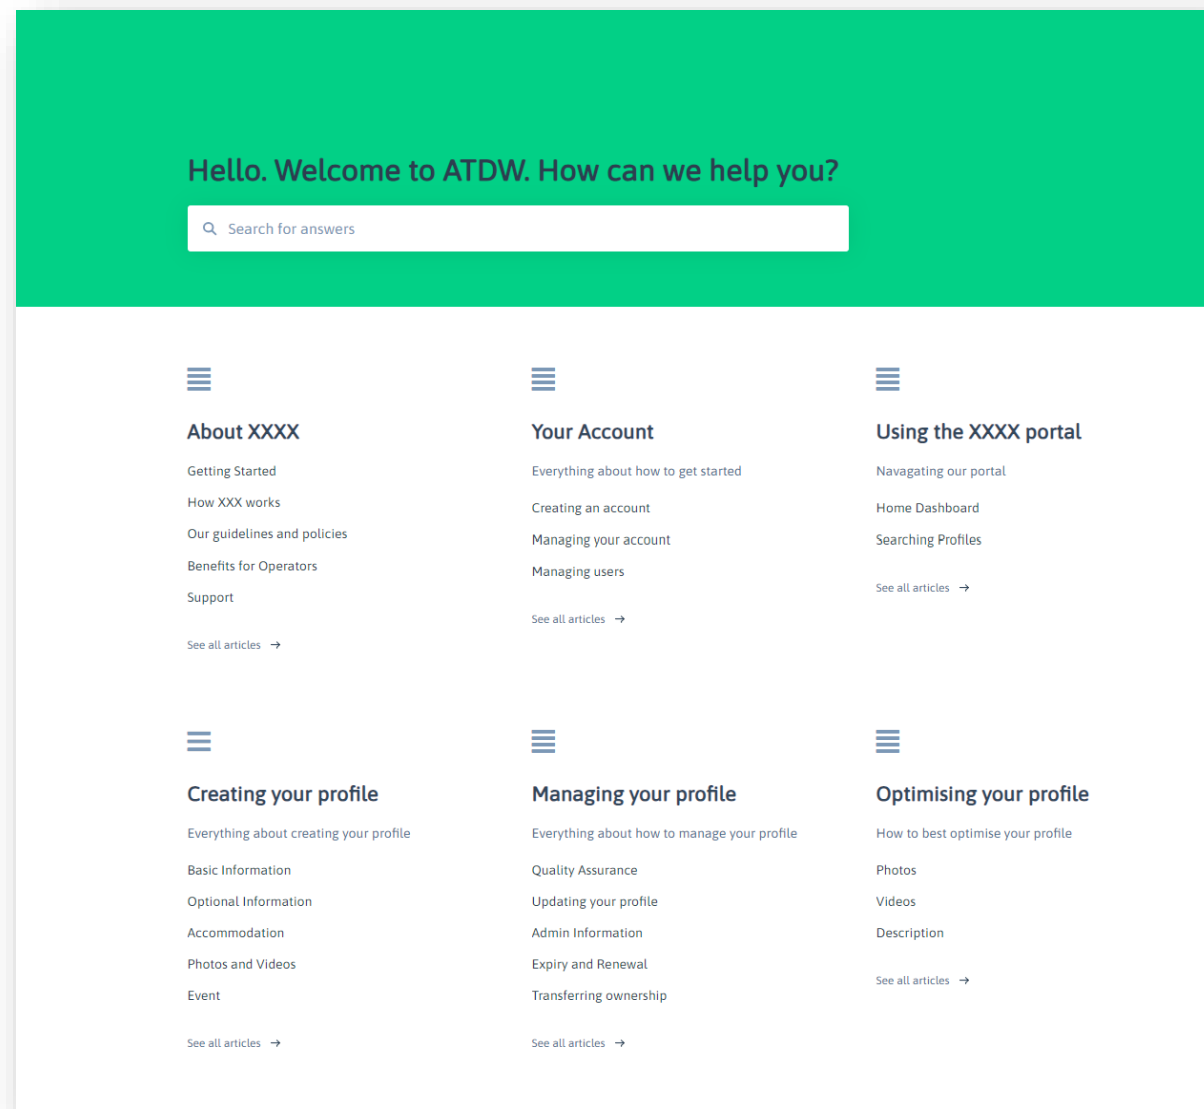 Hello. Welcome to ATDW. How can we help you?
Search for answers
About XXXX
Getting Started
How XXX works
Our guidelines and policies
Benefits for Operators
Support
See all articles →
Your Account
Everything about how to get started
Creating an account
Managing your account
Managing users
See all articles →
Using the XXXX portal
Navagating our portal
Home Dashboard
Searching Profiles
See all articles →
Creating your profile
Everything about creating your profile
Basic Information
Optional Information
Accommodation
Photos and Videos
Event
See all articles →
Managing your profile
Everything about how to manage your profile
Quality Assurance
Updating your profile
Admin Information
Expiry and Renewal
Transferring ownership
See all articles →
Optimising your profile
How to best optimise your profile
Photos
Videos
Description
See all articles →